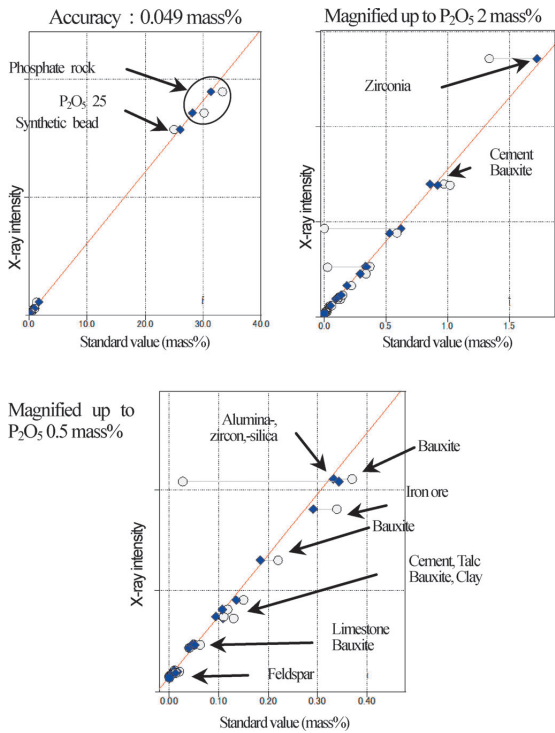 Accuracy : 0.049 mass%
Phosphate rock
P₂O₅ 25
Synthetic bead
X-ray intensity
0.0 10.0 20.0 30.0 40.0
Standard value (mass%)
Magnified up to P₂O₅ 2 mass%
Zirconia
Cement
Bauxite
X-ray intensity
0.0 0.5 1.0 1.5
Standard value (mass%)
Magnified up to
P₂O₅ 0.5 mass%
Alumina-,
zircon,-silica
Bauxite
Iron ore
Bauxite
Cement, Talc
Bauxite, Clay
Limestone
Bauxite
Feldspar
X-ray intensity
0.00 0.10 0.20 0.30 0.40
Standard value (mass%)